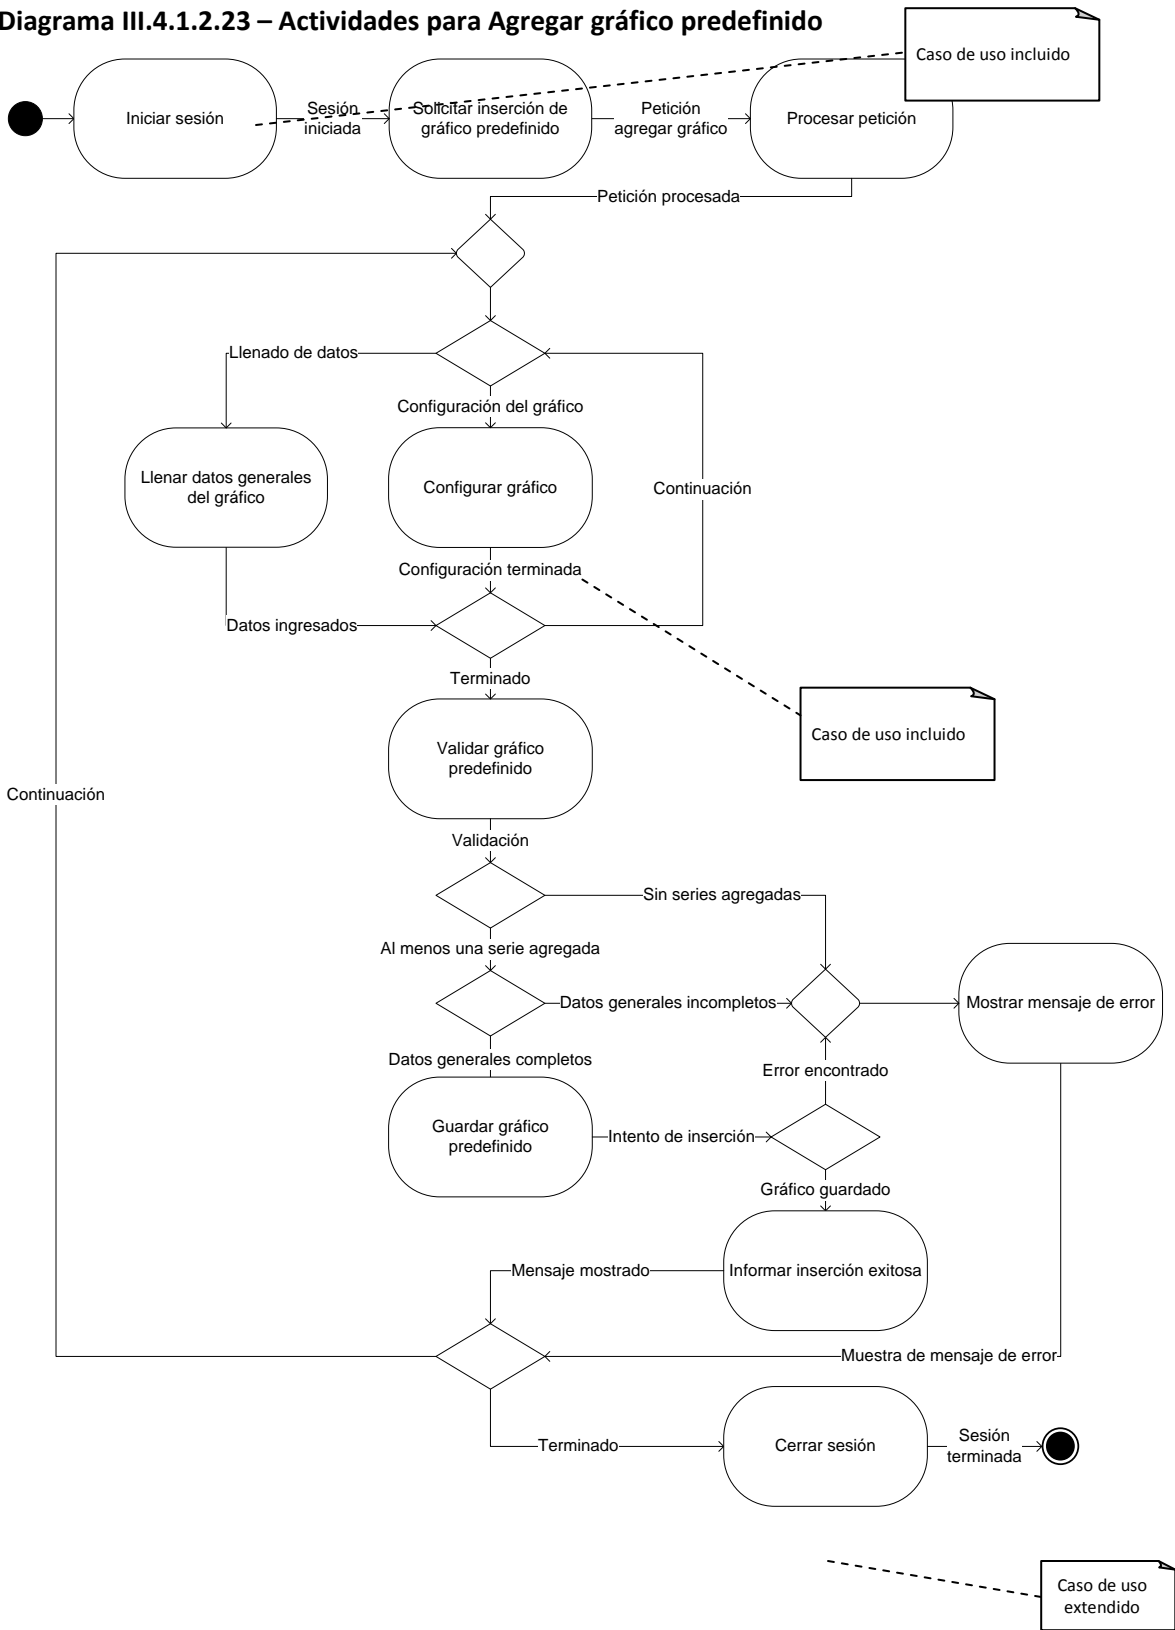 Diagrama III.4.1.2.23 – Actividades para Agregar gráfico predefinido
Caso de uso incluido
Iniciar sesión
Sesión
iniciada
Solicitar inserción de
gráfico predefinido
Petición
agregar gráfico
Procesar petición
Petición procesada
Llenado de datos
Configuración del gráfico
Llenar datos generales
del gráfico
Configurar gráfico
Continuación
Configuración terminada
Datos ingresados
Terminado
Caso de uso incluido
Validar gráfico
predefinido
Continuación
Validación
Sin series agregadas
Al menos una serie agregada
Datos generales incompletos
Mostrar mensaje de error
Datos generales completos
Error encontrado
Guardar gráfico
predefinido
Intento de inserción
Gráfico guardado
Mensaje mostrado
Informar inserción exitosa
Muestra de mensaje de error
Terminado
Cerrar sesión
Sesión
terminada
Caso de uso
extendido